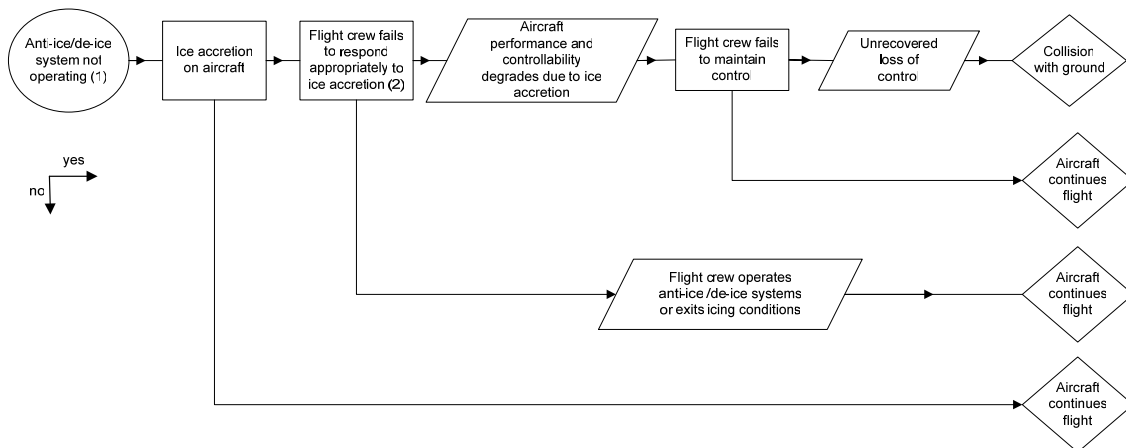 Anti-ice/de-ice
system not
operating (1)
Ice accretion
on aircraft
Flight crew fails
to respond
appropriately to
ice accretion (2)
Aircraft
performance and
controllability
degrades due to ice
accretion
Flight crew fails
to maintain
control
Unrecovered
loss of
control
Collision
with ground
yes
no
Aircraft
continues
flight
Flight crew operates
anti-ice /de-ice systems
or exits icing conditions
Aircraft
continues
flight
Aircraft
continues
flight